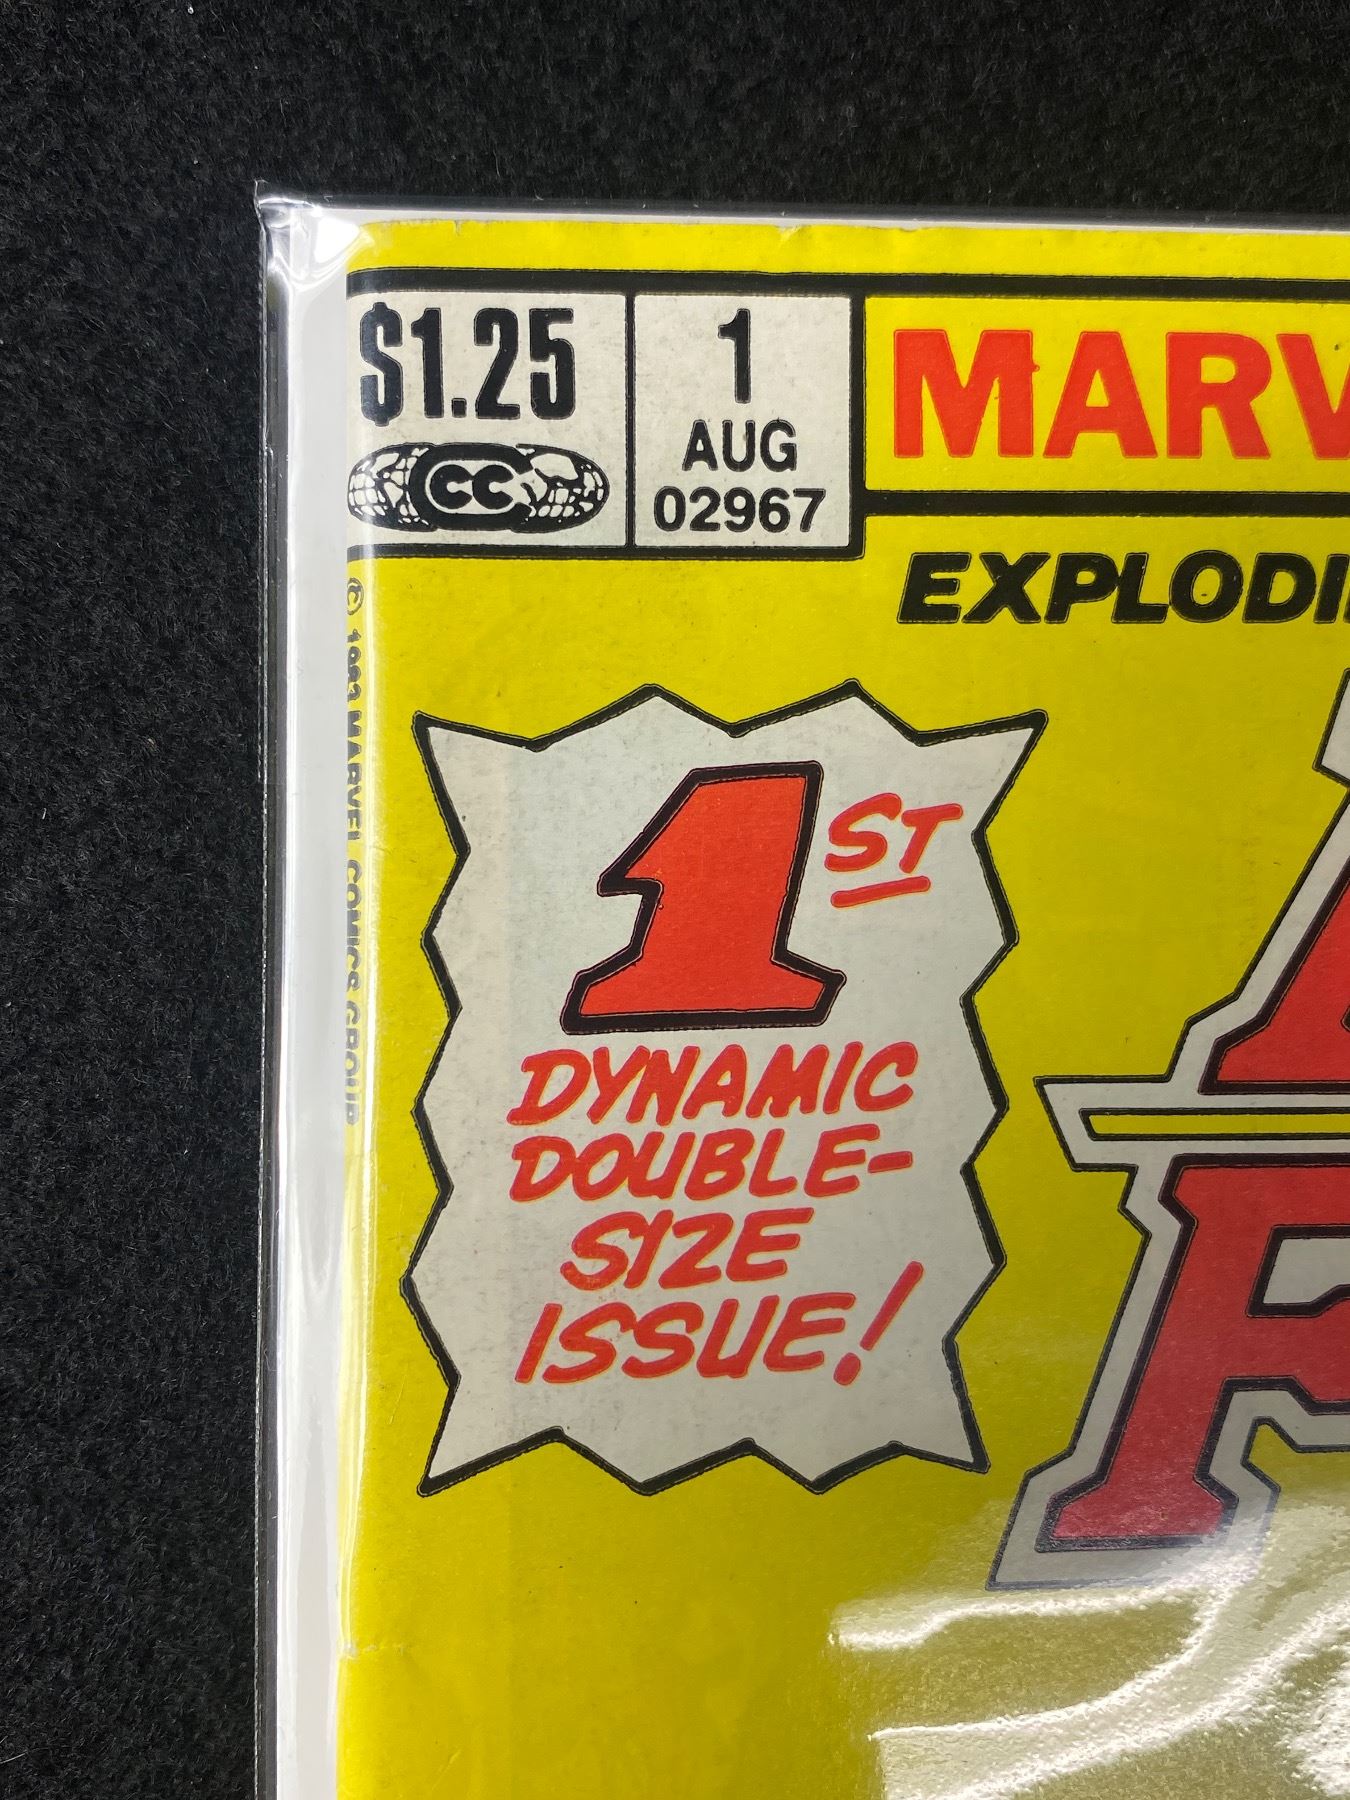 $1.25
CC
1
AUG
02967
MARV
EXPLODI
© 1983 MARVEL COMICS GROUP
1ST
DYNAMIC
DOUBLE-
SIZE
ISSUE!